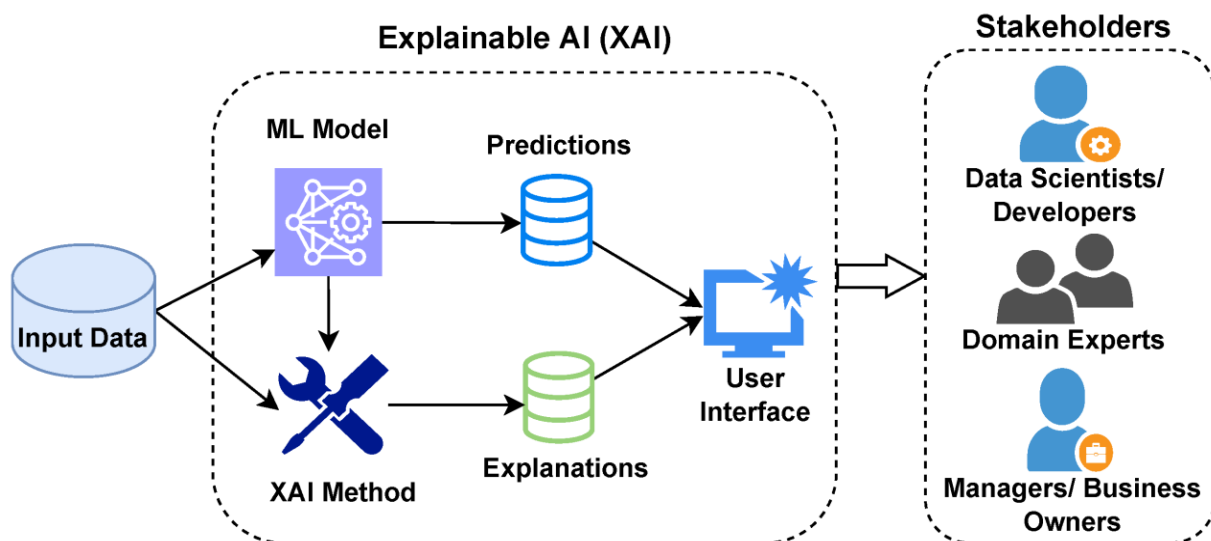 Explainable AI (XAI)
Stakeholders
ML Model
Predictions
Input Data
XAI Method
Explanations
User
Interface
Data Scientists/
Developers
Domain Experts
Managers/ Business
Owners